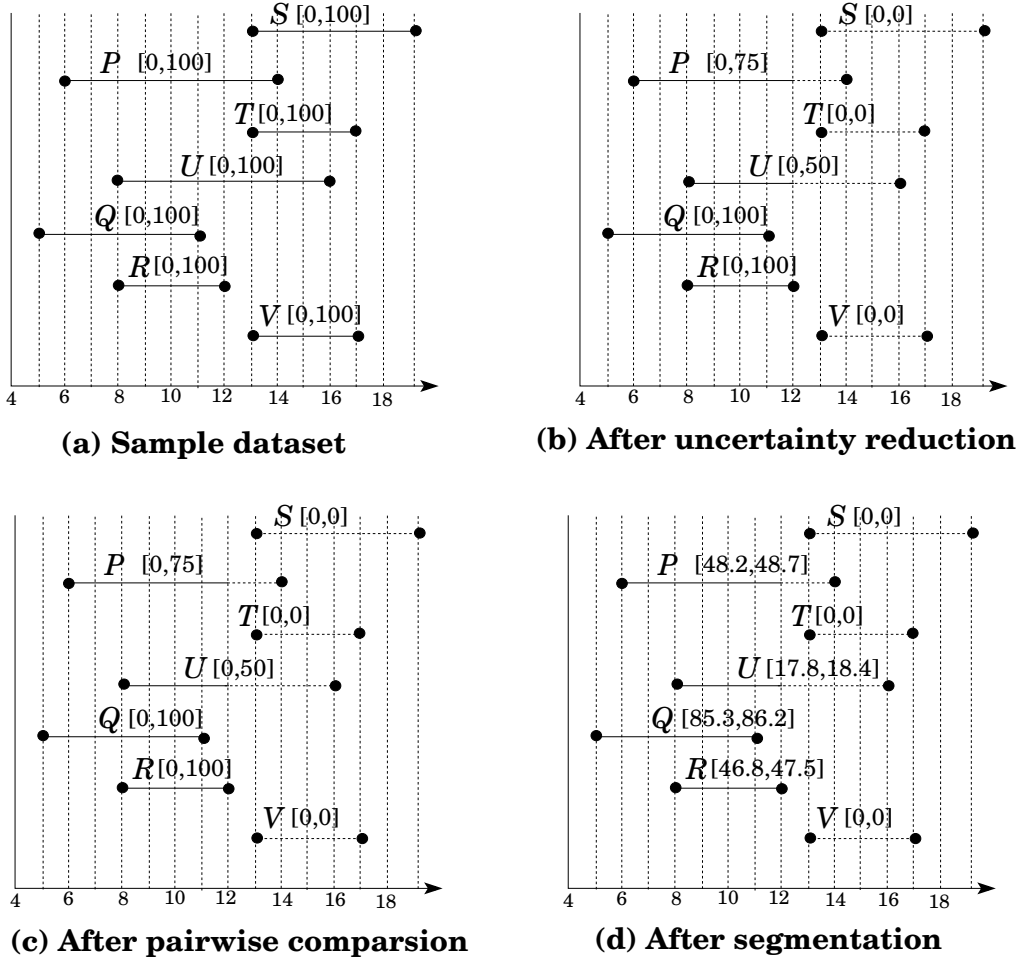 S [0,100]
P [0,100]
T [0,100]
U [0,100]
Q [0,100]
R [0,100]
V [0,100]
4 6 8 10 12 14 16 18
(a) Sample dataset
S [0,0]
P [0,75]
T [0,0]
U [0,50]
Q [0,100]
R [0,100]
V [0,0]
4 6 8 10 12 14 16 18
(b) After uncertainty reduction
S [0,0]
P [0,75]
T [0,0]
U [0,50]
Q [0,100]
R [0,100]
V [0,0]
4 6 8 10 12 14 16 18
(c) After pairwise comparsion
S [0,0]
P [48.2,48.7]
T [0,0]
U [17.8,18.4]
Q [85.3,86.2]
R [46.8,47.5]
V [0,0]
4 6 8 10 12 14 16 18
(d) After segmentation